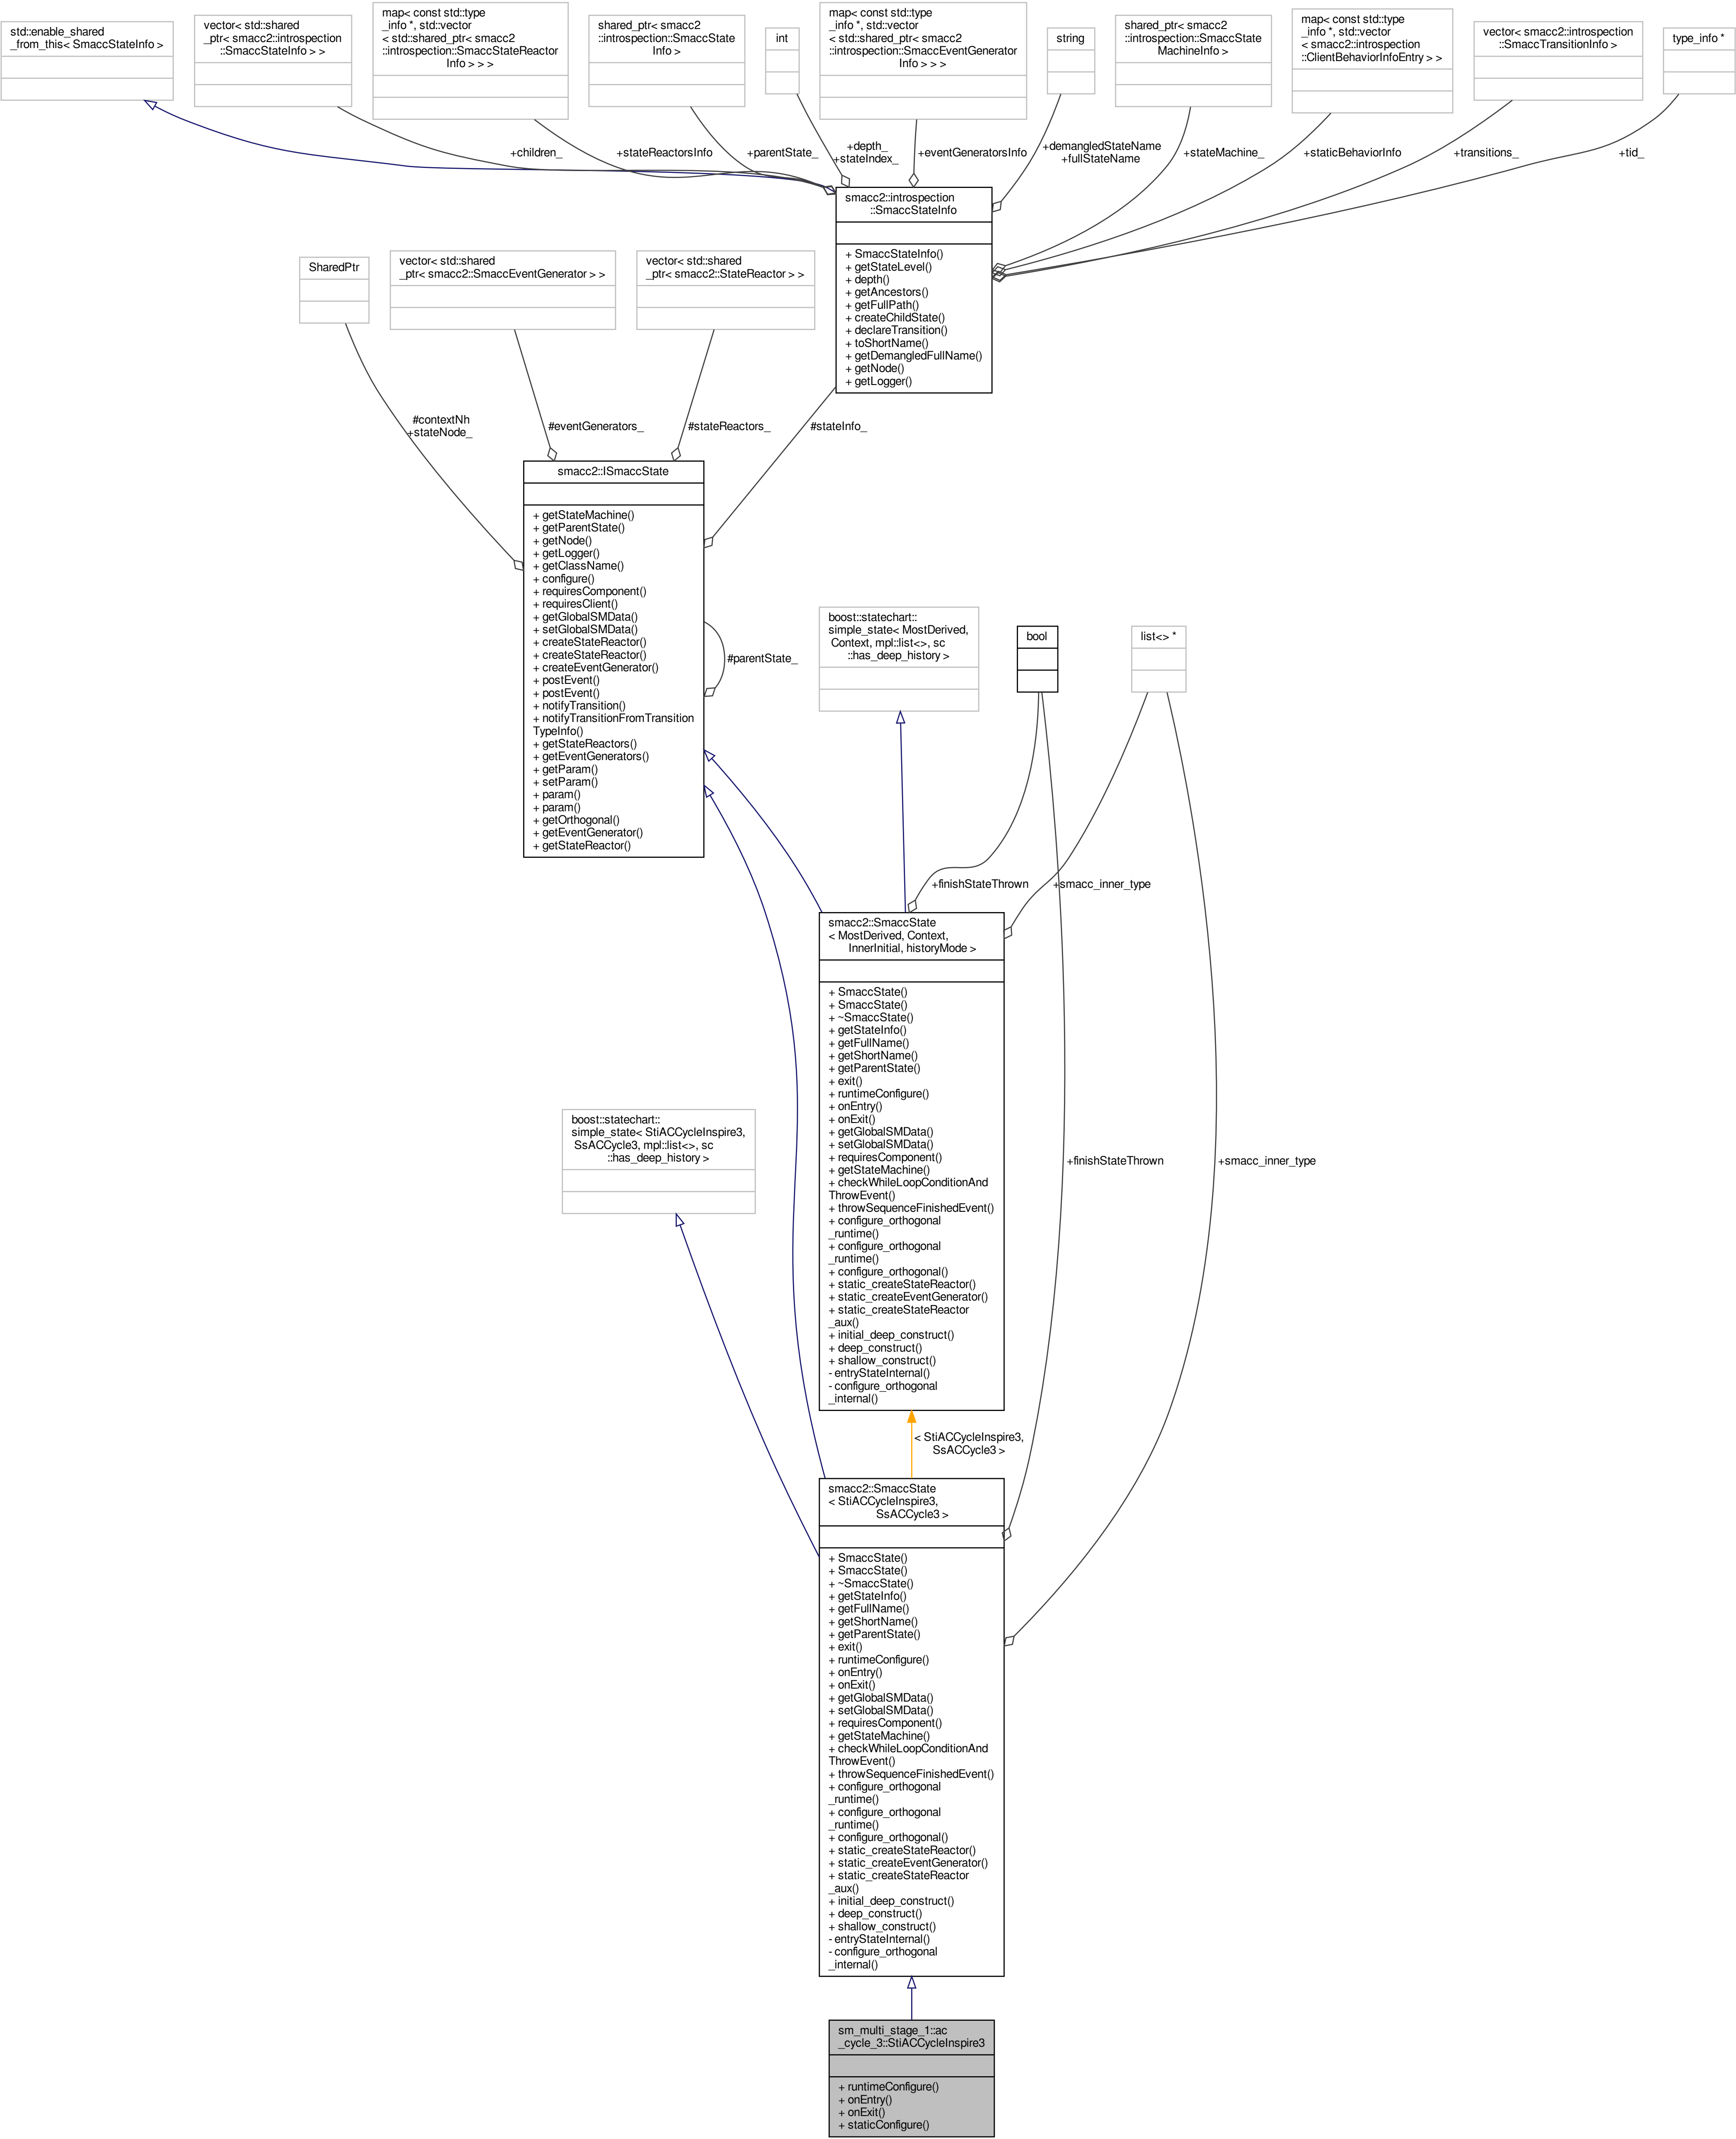 std::enable_shared
_from_this< SmaccStateInfo >
vector< std::shared
_ptr< smacc2::introspection
::SmaccStateInfo > >
map< const std::type
_info *, std::vector
< std::shared_ptr< smacc2
::introspection::SmaccStateReactor
Info > > >
shared_ptr< smacc2
::introspection::SmaccState
Info >
int
map< const std::type
_info *, std::vector
< std::shared_ptr< smacc2
::introspection::SmaccEventGenerator
Info > > >
string
shared_ptr< smacc2
::introspection::SmaccState
MachineInfo >
map< const std::type
_info *, std::vector
< smacc2::introspection
::ClientBehaviorInfoEntry > >
vector< smacc2::introspection
::SmaccTransitionInfo >
type_info *
+children_
+stateReactorsInfo
+parentState_
+depth_
+stateIndex_
+eventGeneratorsInfo
+demangledStateName
+fullStateName
+stateMachine_
+staticBehaviorInfo
+transitions_
+tid_
smacc2::introspection
::SmaccStateInfo
+ SmaccStateInfo()
+ getStateLevel()
+ depth()
+ getAncestors()
+ getFullPath()
+ createChildState()
+ declareTransition()
+ toShortName()
+ getDemangledFullName()
+ getNode()
+ getLogger()
SharedPtr
vector< std::shared
_ptr< smacc2::SmaccEventGenerator > >
vector< std::shared
_ptr< smacc2::StateReactor > >
#contextNh
+stateNode_
#eventGenerators_
#stateReactors_
#stateInfo_
smacc2::ISmaccState
+ getStateMachine()
+ getParentState()
+ getNode()
+ getLogger()
+ getClassName()
+ configure()
+ requiresComponent()
+ requiresClient()
+ getGlobalSMData()
+ setGlobalSMData()
+ createStateReactor()
+ createStateReactor()
+ createEventGenerator()
+ postEvent()
+ postEvent()
+ notifyTransition()
+ notifyTransitionFromTransition
TypeInfo()
+ getStateReactors()
+ getEventGenerators()
+ getParam()
+ setParam()
+ param()
+ param()
+ getOrthogonal()
+ getEventGenerator()
+ getStateReactor()
#parentState_
boost::statechart::
simple_state< MostDerived,
Context, mpl::list<>, sc
::has_deep_history >
bool
list<> *
+finishStateThrown
+smacc_inner_type
smacc2::SmaccState
< MostDerived, Context,
InnerInitial, historyMode >
+ SmaccState()
+ SmaccState()
+ ~SmaccState()
+ getStateInfo()
+ getFullName()
+ getShortName()
+ getParentState()
+ exit()
+ runtimeConfigure()
+ onEntry()
+ onExit()
+ getGlobalSMData()
+ setGlobalSMData()
+ requiresComponent()
+ getStateMachine()
+ checkWhileLoopConditionAnd
ThrowEvent()
+ throwSequenceFinishedEvent()
+ configure_orthogonal
_runtime()
+ configure_orthogonal
_runtime()
+ configure_orthogonal()
+ static_createStateReactor()
+ static_createEventGenerator()
+ static_createStateReactor
_aux()
+ initial_deep_construct()
+ deep_construct()
+ shallow_construct()
- entryStateInternal()
- configure_orthogonal
_internal()
boost::statechart::
simple_state< StiACCycleInspire3,
SsACCycle3, mpl::list<>, sc
::has_deep_history >
+finishStateThrown
+smacc_inner_type
< StiACCycleInspire3,
SsACCycle3 >
smacc2::SmaccState
< StiACCycleInspire3,
SsACCycle3 >
+ SmaccState()
+ SmaccState()
+ ~SmaccState()
+ getStateInfo()
+ getFullName()
+ getShortName()
+ getParentState()
+ exit()
+ runtimeConfigure()
+ onEntry()
+ onExit()
+ getGlobalSMData()
+ setGlobalSMData()
+ requiresComponent()
+ getStateMachine()
+ checkWhileLoopConditionAnd
ThrowEvent()
+ throwSequenceFinishedEvent()
+ configure_orthogonal
_runtime()
+ configure_orthogonal
_runtime()
+ configure_orthogonal()
+ static_createStateReactor()
+ static_createEventGenerator()
+ static_createStateReactor
_aux()
+ initial_deep_construct()
+ deep_construct()
+ shallow_construct()
- entryStateInternal()
- configure_orthogonal
_internal()
sm_multi_stage_1::ac
_cycle_3::StiACCycleInspire3
+ runtimeConfigure()
+ onEntry()
+ onExit()
+ staticConfigure()